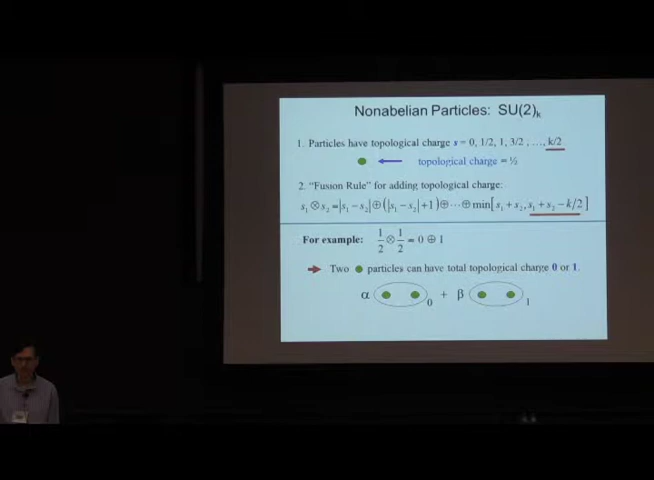 Nonabelian Particles: SU(2)ₖ
1. Particles have topological charge s = 0, 1/2, 1, 3/2 , …, k/2
topological charge = ½
2. “Fusion Rule” for adding topological charge:
s₁ ⊗ s₂ = |s₁ − s₂| ⊕ (|s₁ − s₂| + 1) ⊕ ⋯ ⊕ min[s₁ + s₂, s₁ + s₂ − k/2]
For example: 1/2 ⊗ 1/2 = 0 ⊕ 1
Two particles can have total topological charge 0 or 1.
α 0 + β 1